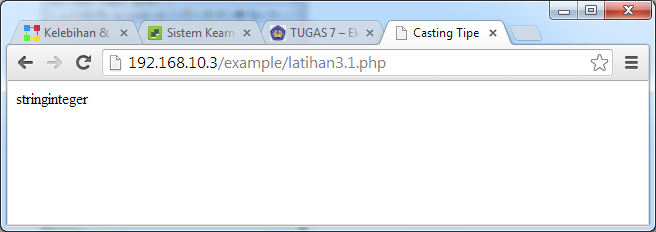 Kelebihan &
Sistem Keam
TUGAS 7 – Ek
Casting Tipe
192.168.10.3/example/latihan3.1.php
stringinteger